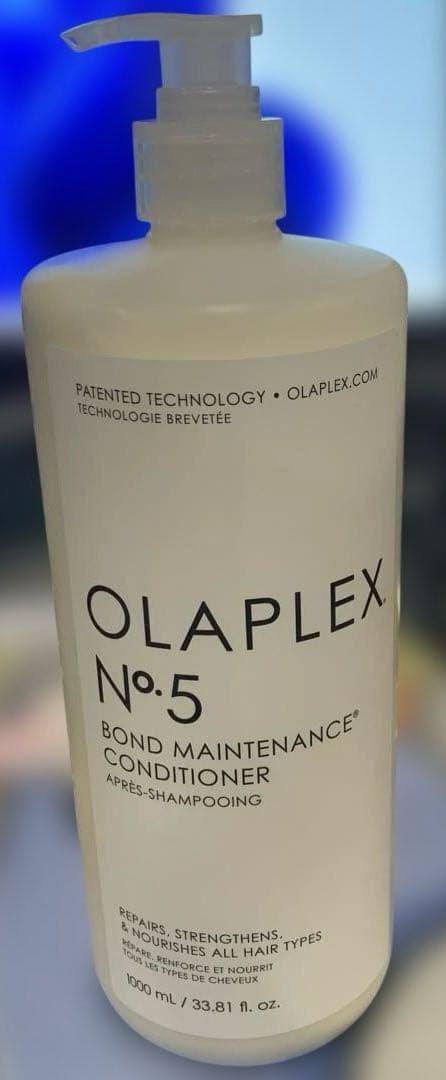 PATENTED TECHNOLOGY • OLAPLEX.COM
TECHNOLOGIE BREVETÉE
OLAPLEX®
Nº.5
BOND MAINTENANCE®
CONDITIONER
APRÈS-SHAMPOOING
REPAIRS, STRENGTHENS,
& NOURISHES ALL HAIR TYPES
RÉPARE, RENFORCE ET NOURRIT
TOUS LES TYPES DE CHEVEUX
1000 mL / 33.81 fl. oz.